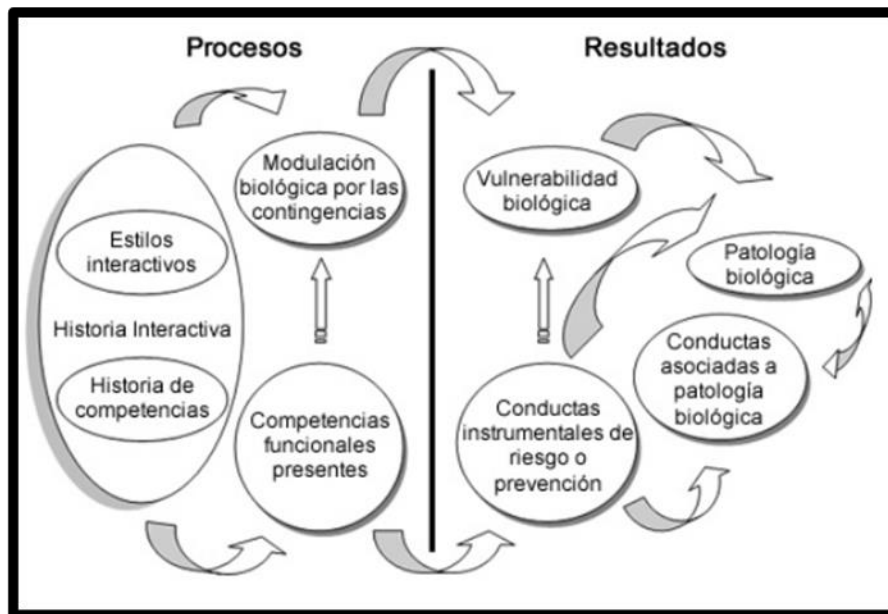 Procesos
Resultados
Modulación
biológica por las
contingencias
Estilos
interactivos
Historia Interactiva
Historia de
competencias
Competencias
funcionales
presentes
Vulnerabilidad
biológica
Patología
biológica
Conductas
asociadas a
patología
biológica
Conductas
instrumentales de
riesgo o
prevención